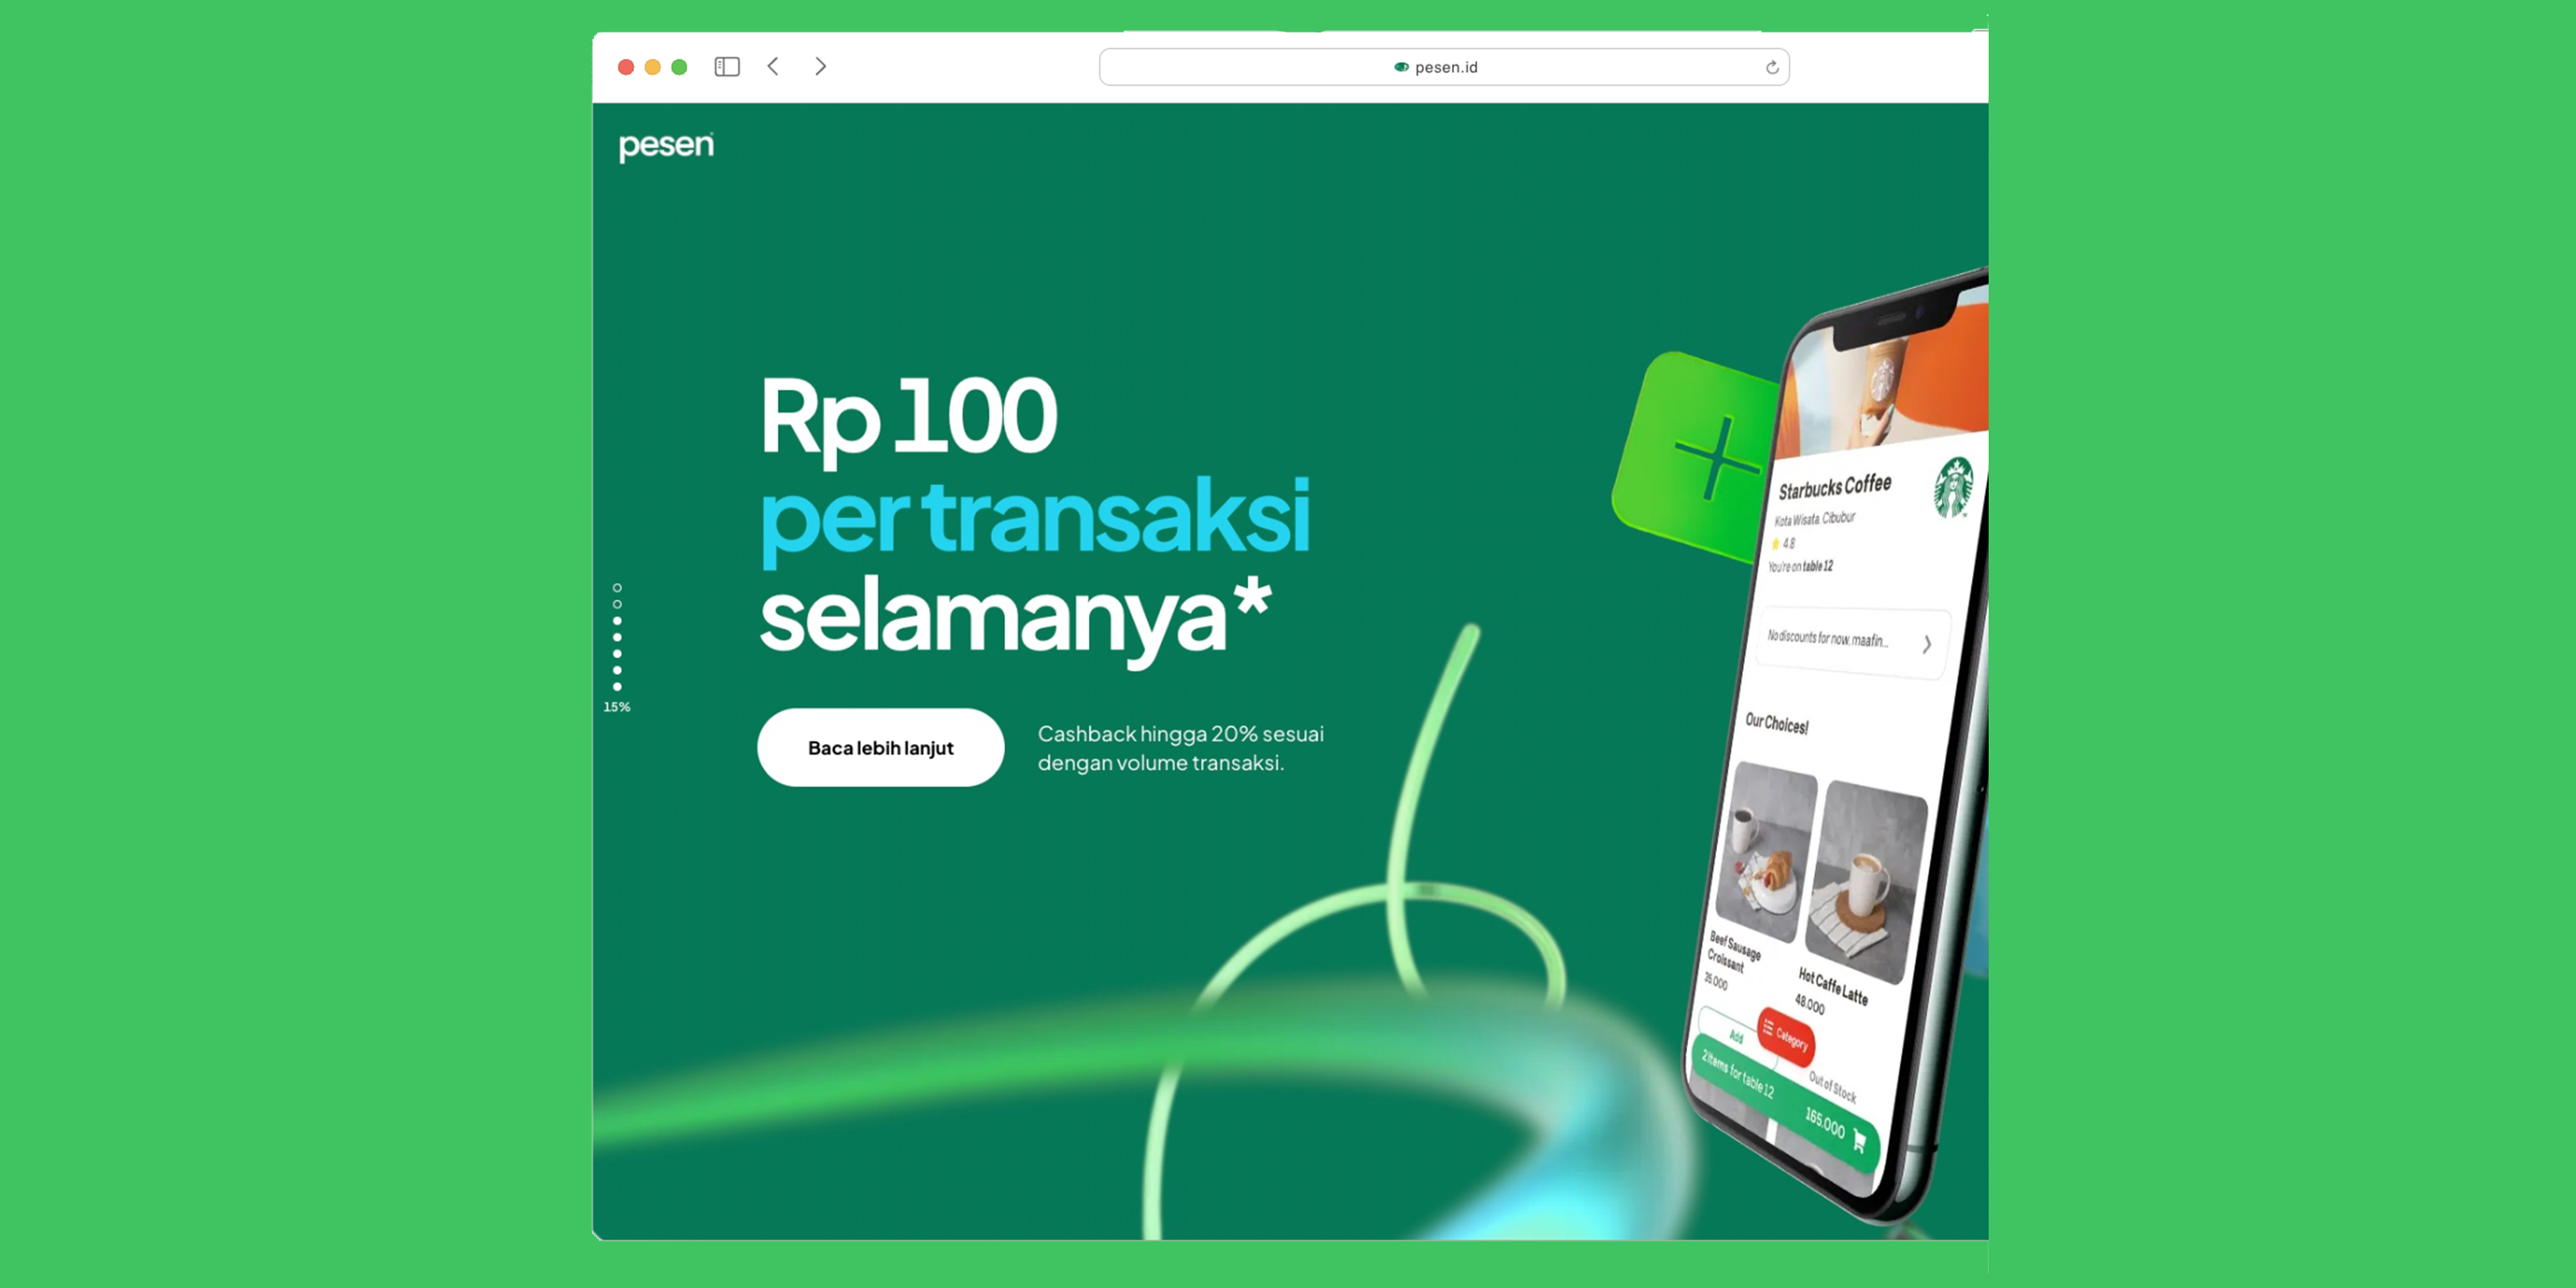 pesen.id
pesen
Rp 100
per transaksi
selamanya*
15%
Baca lebih lanjut
Cashback hingga 20% sesuai
dengan volume transaksi.
Starbucks Coffee
Kota Wisata, Cibubur
4.8
You're on table 12
No discounts for now, maafin...
Our Choices!
Beef Sausage
Croissant
35.000
Hot Caffe Latte
48.000
Add
Category
Out of Stock
2 items for table 12
165.000